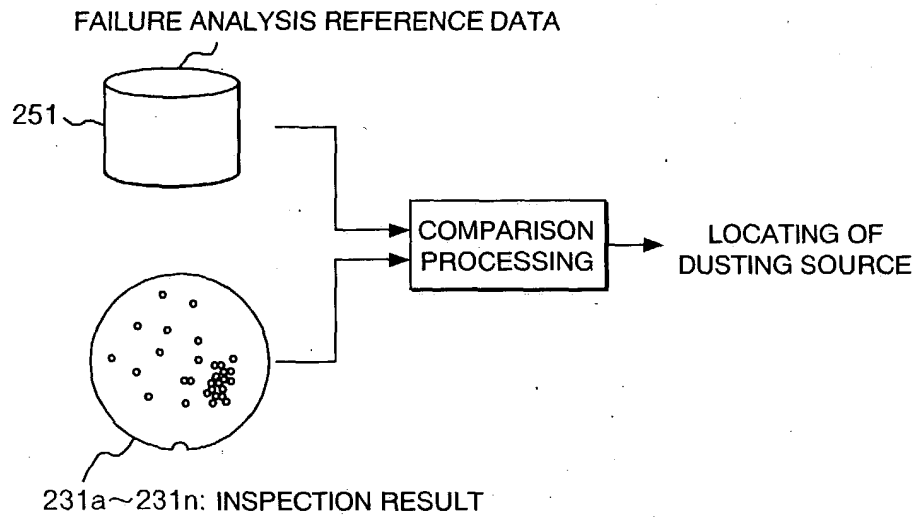 FAILURE ANALYSIS REFERENCE DATA
251
COMPARISON
PROCESSING
LOCATING OF
DUSTING SOURCE
231a~231n: INSPECTION RESULT